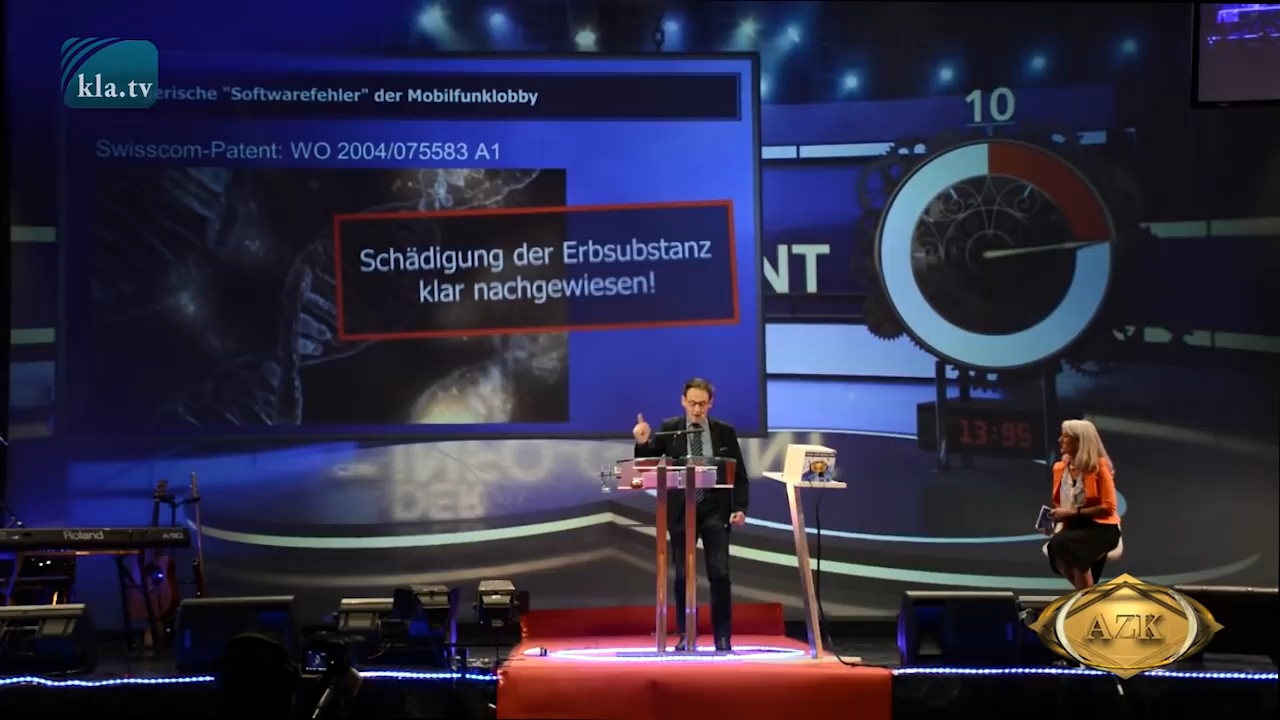 kla.tv
erische "Softwarefehler" der Mobilfunklobby
Swisscom-Patent: WO 2004/075583 A1
Schädigung der Erbsubstanz
klar nachgewiesen!
10
NT
13:95
DER
Roland
AZK